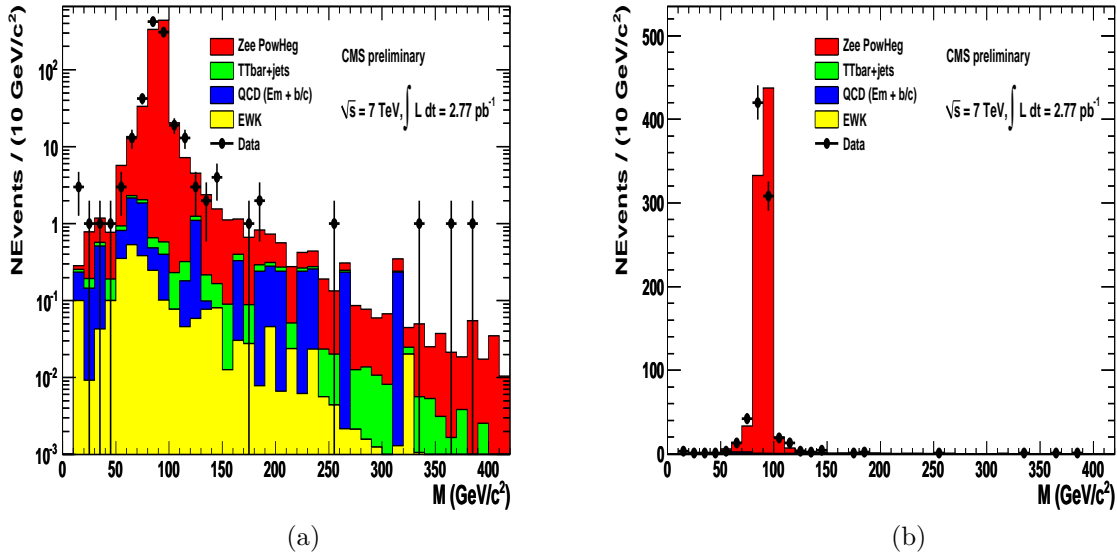 NEvents / (10 GeV/c²)
10²
10
1
10⁻¹
10⁻²
10⁻³
0 50 100 150 200 250 300 350 400
M (GeV/c²)
Zee PowHeg
TTbar+jets
QCD (Em + b/c)
EWK
Data
CMS preliminary
√s = 7 TeV, ∫ L dt = 2.77 pb⁻¹
(a)
NEvents / (10 GeV/c²)
500
400
300
200
100
0
0 50 100 150 200 250 300 350 400
M (GeV/c²)
Zee PowHeg
TTbar+jets
QCD (Em + b/c)
EWK
Data
CMS preliminary
√s = 7 TeV, ∫ L dt = 2.77 pb⁻¹
(b)